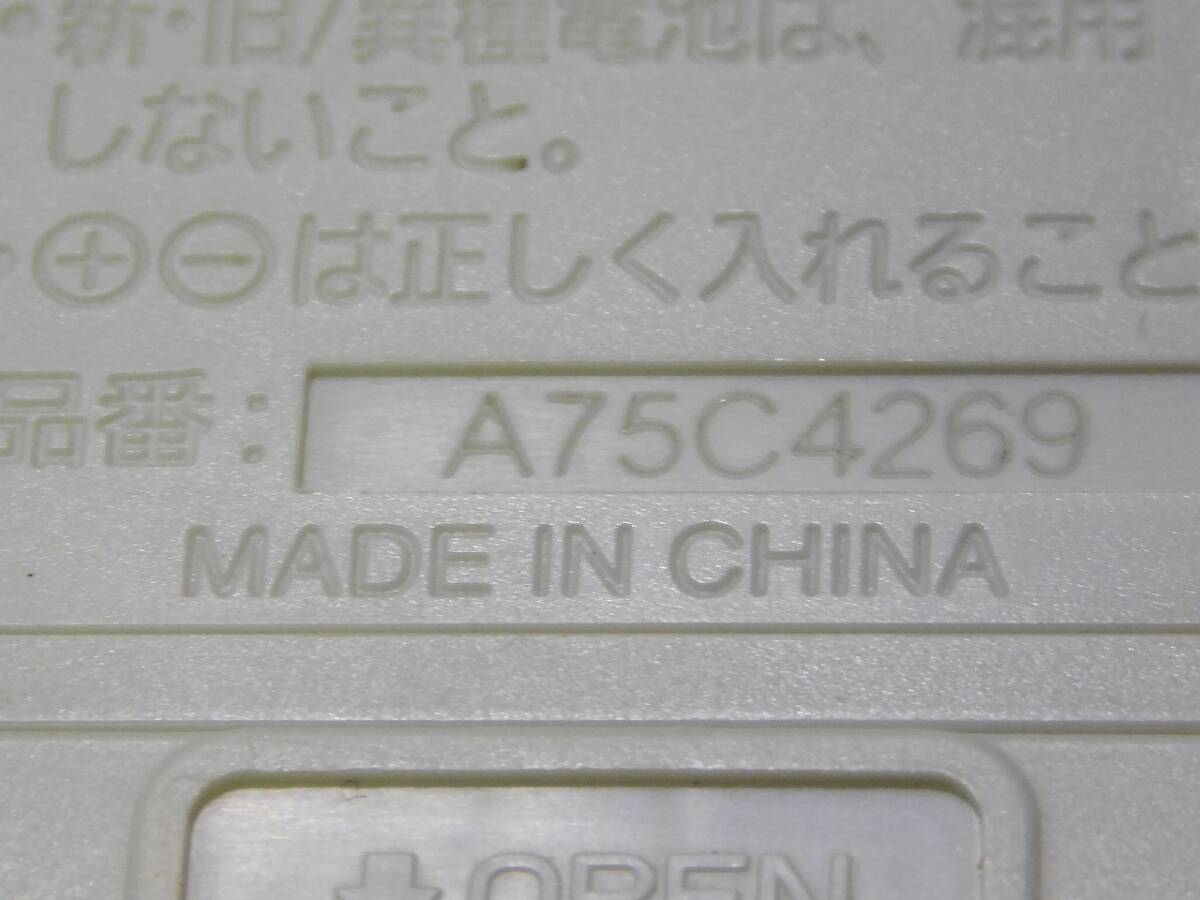 ・新・旧/異種電池は、混用
しないこと。
・⊕⊖は正しく入れること
品番: A75C4269
MADE IN CHINA
OPEN